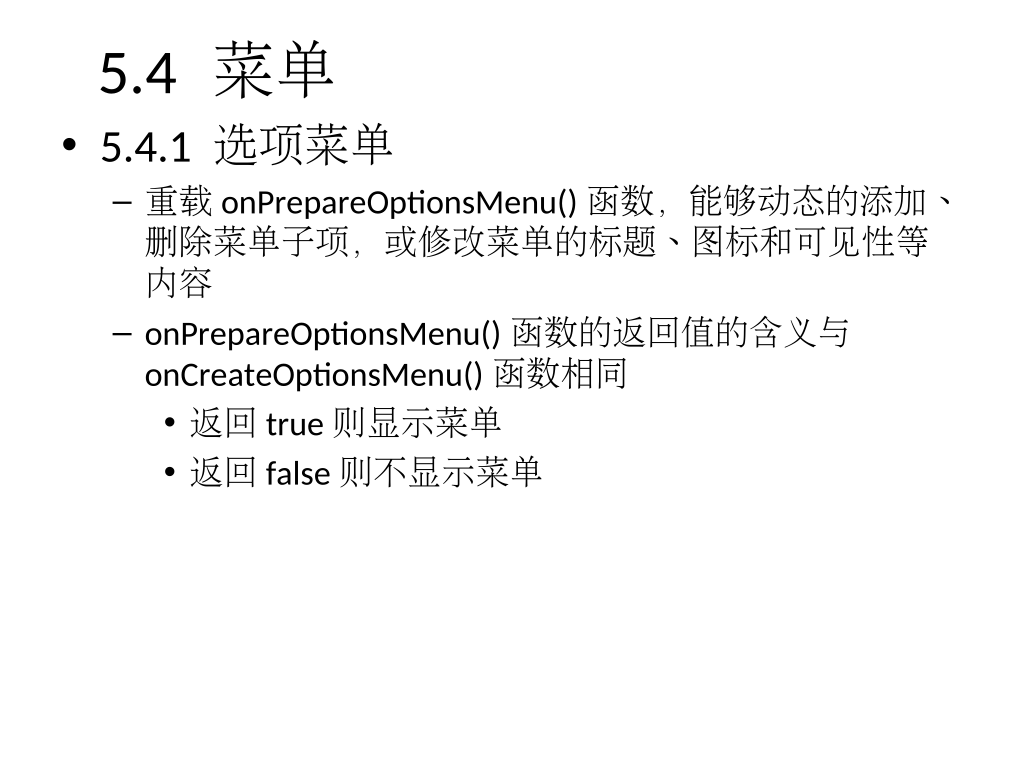 5.4 菜单
• 5.4.1 选项菜单
– 重载 onPrepareOptionsMenu() 函数，能够动态的添加、
删除菜单子项，或修改菜单的标题、图标和可见性等
内容
– onPrepareOptionsMenu() 函数的返回值的含义与
onCreateOptionsMenu() 函数相同
• 返回 true 则显示菜单
• 返回 false 则不显示菜单